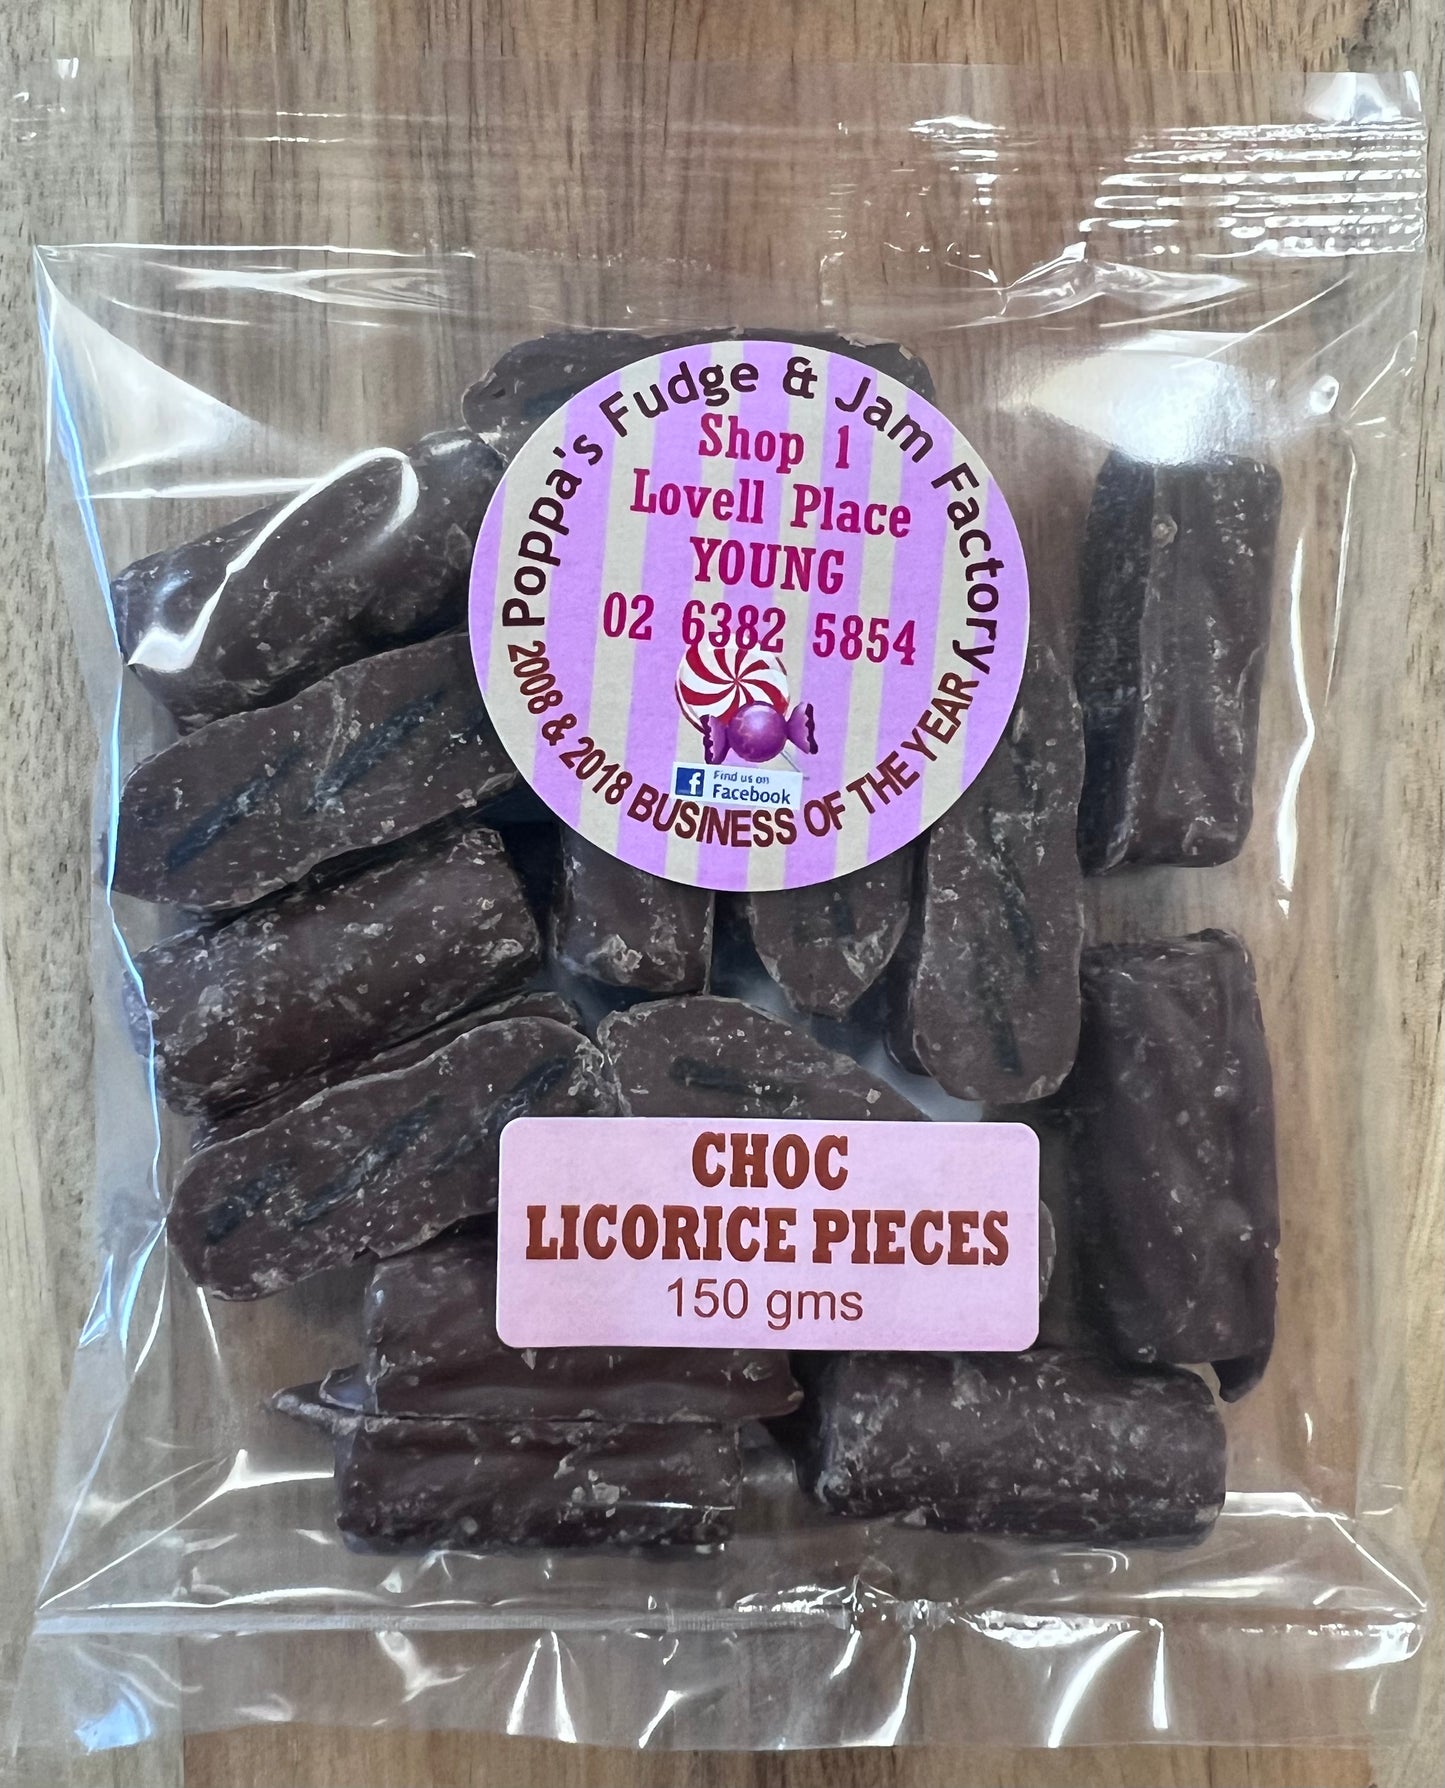 Poppa's Fudge & Jam Factory
Shop 1
Lovell Place
YOUNG
02 6382 5854
f
Find us on
Facebook
2008 & 2018 BUSINESS OF THE YEAR
CHOC
LICORICE PIECES
150 gms